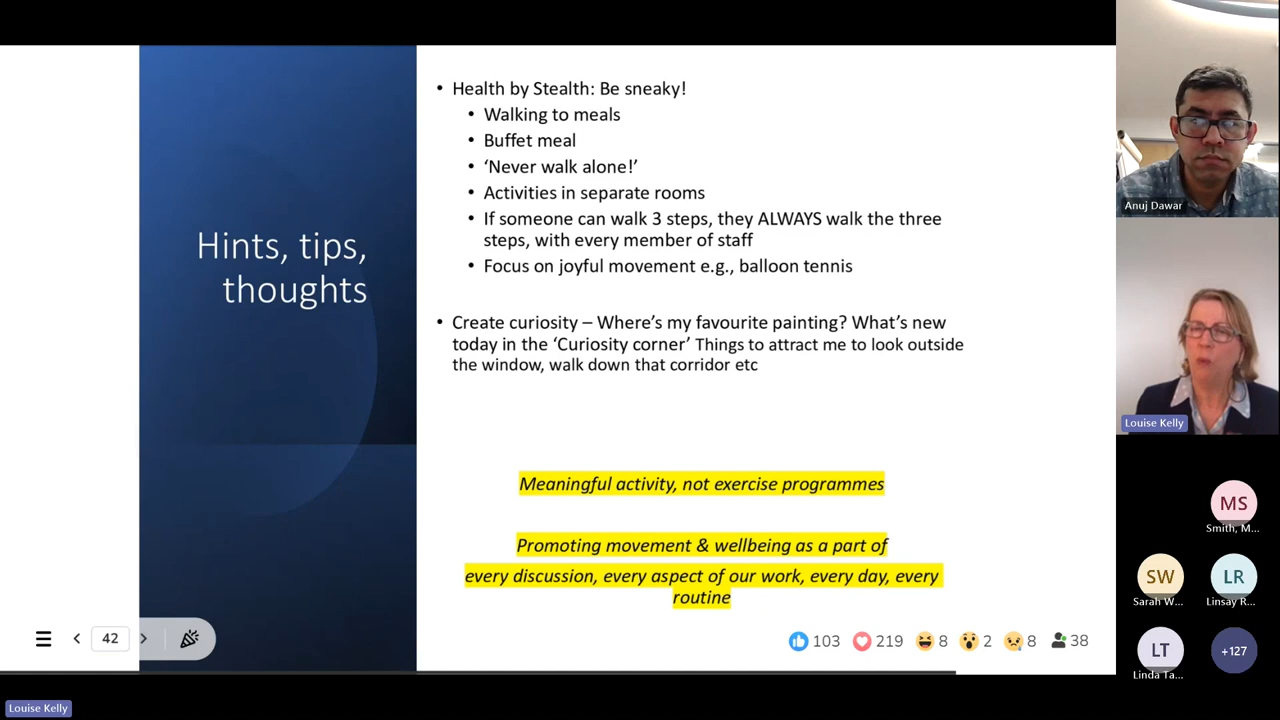 Hints, tips,
thoughts
• Health by Stealth: Be sneaky!
• Walking to meals
• Buffet meal
• ‘Never walk alone!’
• Activities in separate rooms
• If someone can walk 3 steps, they ALWAYS walk the three
steps, with every member of staff
• Focus on joyful movement e.g., balloon tennis
• Create curiosity – Where’s my favourite painting? What’s new
today in the ‘Curiosity corner’ Things to attract me to look outside
the window, walk down that corridor etc
Meaningful activity, not exercise programmes
Promoting movement & wellbeing as a part of
every discussion, every aspect of our work, every day, every
routine
42
103 219 8 2 8 38
Anuj Dawar
Louise Kelly
MS
Smith, M...
SW
Sarah W...
LR
Linsay R...
LT
Linda Ta...
+127
Louise Kelly